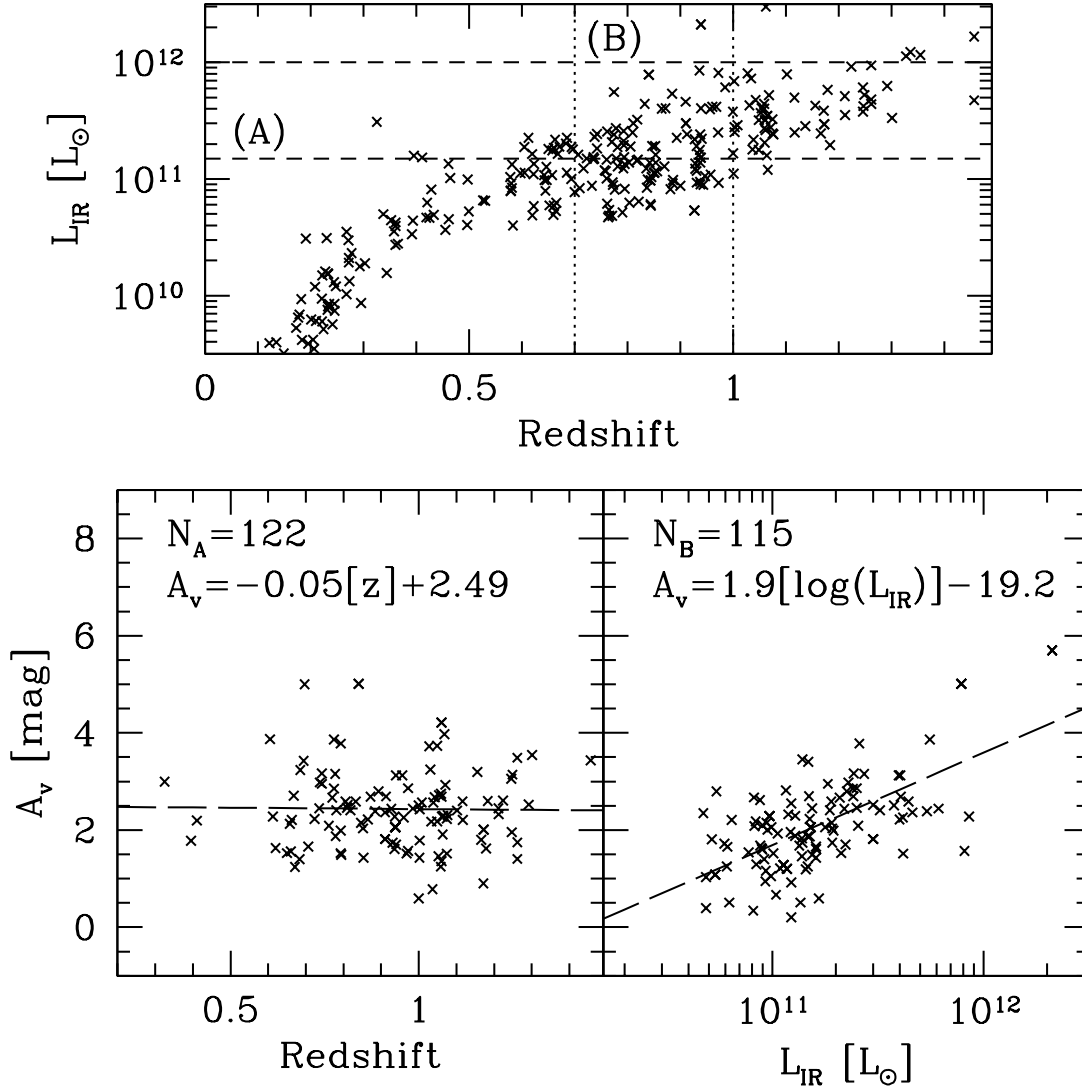 10¹²
(B)
(A)
10¹¹
L_IR [L_⊙]
10¹⁰
0 0.5 1
Redshift
N_A=122
A_v=−0.05[z]+2.49
N_B=115
A_v=1.9[log(L_IR)]−19.2
8
6
4
2
0
A_v [mag]
0.5 1
Redshift
10¹¹ 10¹²
L_IR [L_⊙]